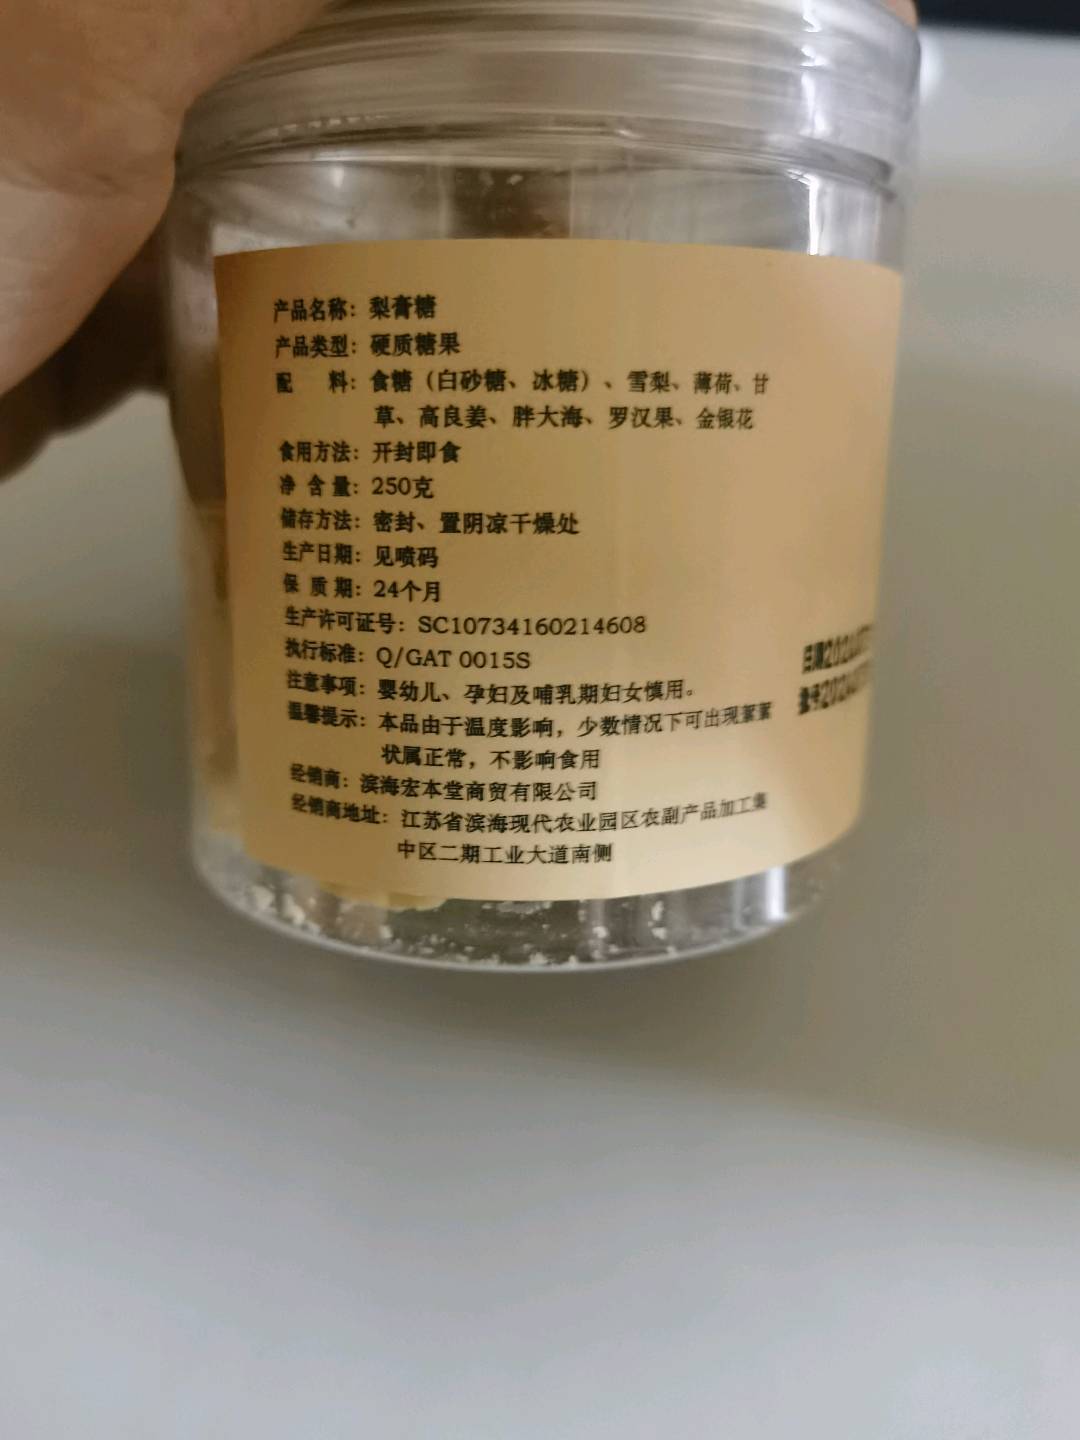 产品名称：梨膏糖
产品类型：硬质糖果
配 料：食糖（白砂糖、冰糖）、雪梨、薄荷、甘
草、高良姜、胖大海、罗汉果、金银花
食用方法：开封即食
净 含 量：250克
储存方法：密封、置阴凉干燥处
生产日期：见喷码
保 质 期：24个月
生产许可证号：SC10734160214608
执行标准：Q/GAT 0015S
注意事项：婴幼儿、孕妇及哺乳期妇女慎用。
温馨提示：本品由于温度影响，少数情况下可出现絮絮
状属正常，不影响食用
经销商：滨海宏本堂商贸有限公司
经销商地址：江苏省滨海现代农业园区农副产品加工集
中区二期工业大道南侧